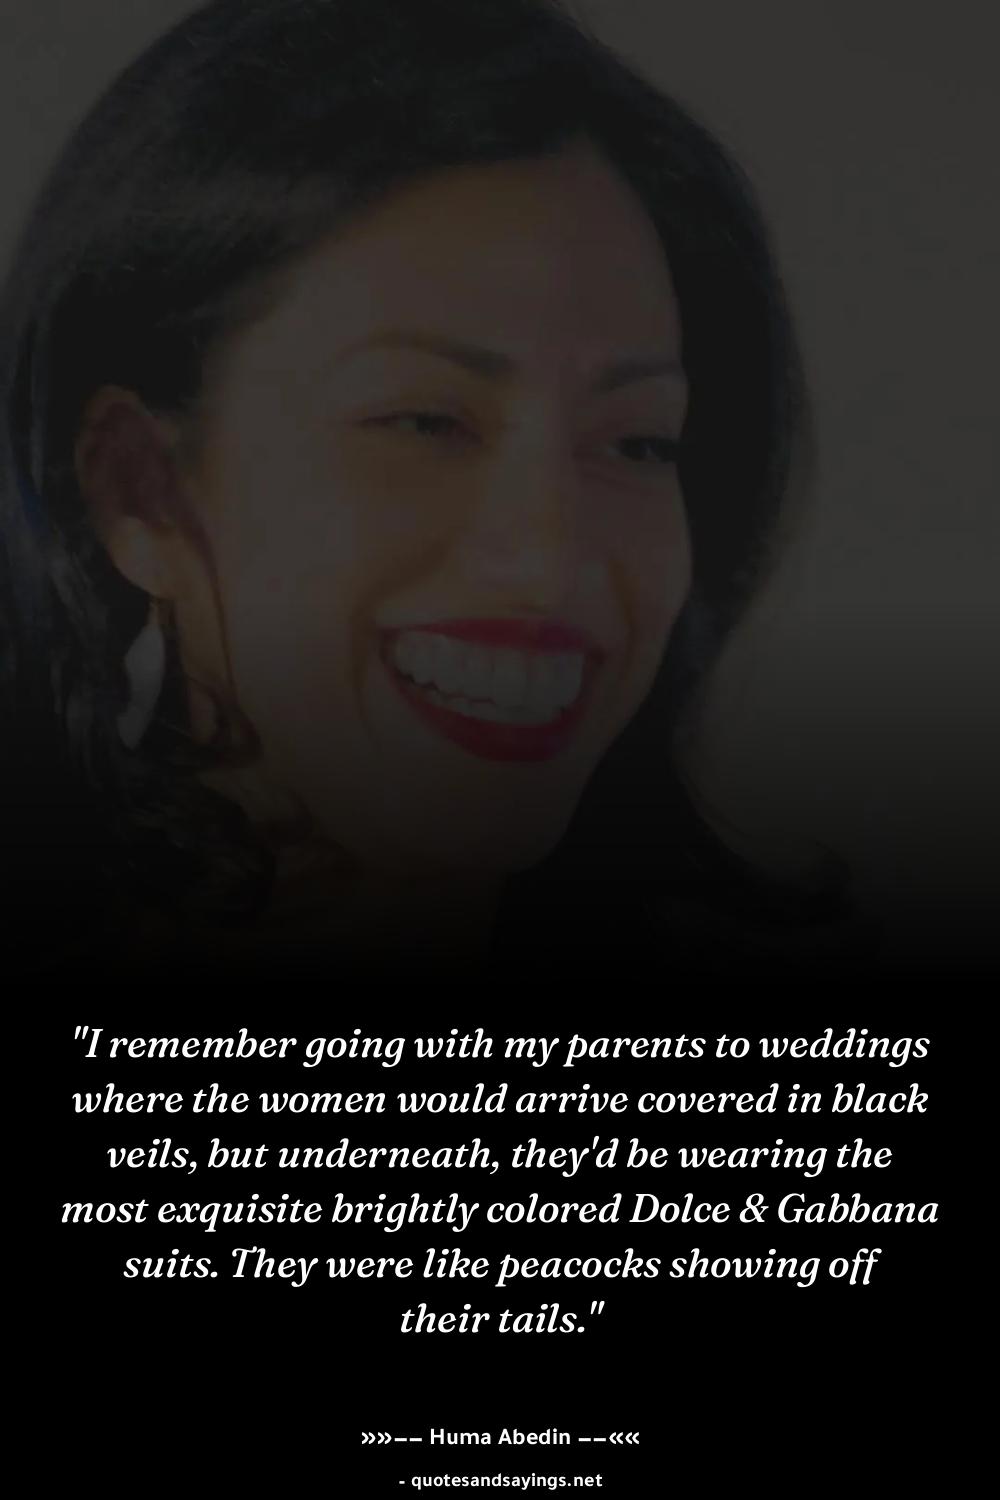 "I remember going with my parents to weddings
where the women would arrive covered in black
veils, but underneath, they'd be wearing the
most exquisite brightly colored Dolce & Gabbana
suits. They were like peacocks showing off
their tails."
»»–– Huma Abedin ––««
- quotesandsayings.net